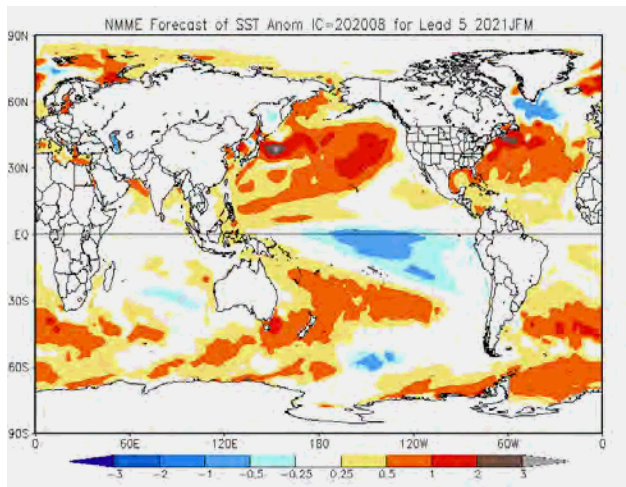 NMME Forecast of SST Anom IC=202008 for Lead 5 2021JFM
90N
60N
30N
EQ
30S
60S
90S
0 60E 120E 180 120W 60W 0
-3 -2 -1 -0.5 -0.25 0.25 0.5 1 2 3